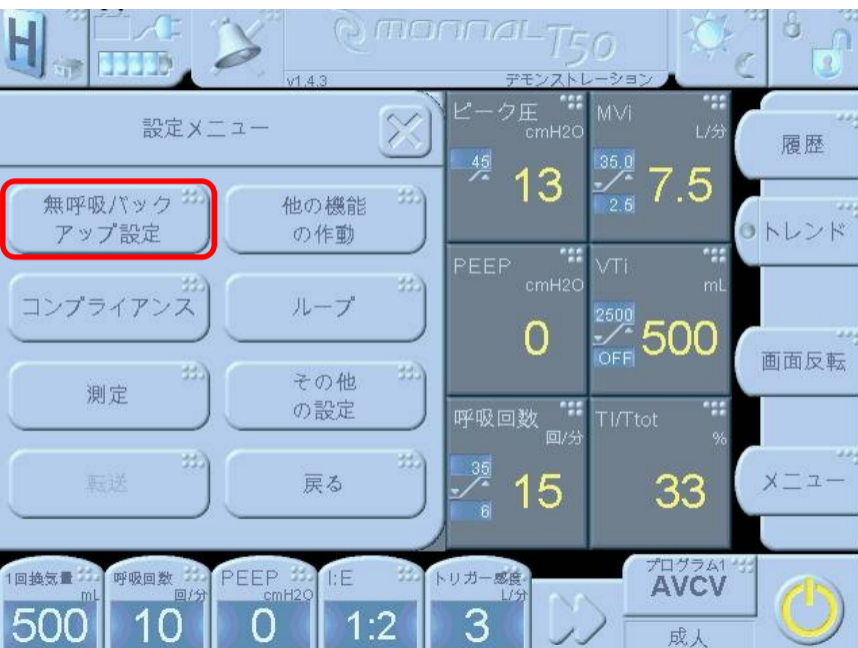 H
MONNAL T50
v1.4.3
デモンストレーション
設定メニュー
無呼吸バック
アップ設定
他の機能
の作動
コンプライアンス
ループ
測定
その他
の設定
転送
戻る
ピーク圧
cmH2O
45
13
MVi
L/分
35.0
2.5
7.5
PEEP
cmH2O
0
VTi
mL
2500
OFF
500
呼吸回数
回/分
35
6
15
TI/Ttot
%
33
履歴
トレンド
画面反転
メニュー
1回換気量
mL
500
呼吸回数
回/分
10
PEEP
cmH2O
0
I:E
1:2
トリガー感度
L/分
3
プログラム1
AVCV
成人